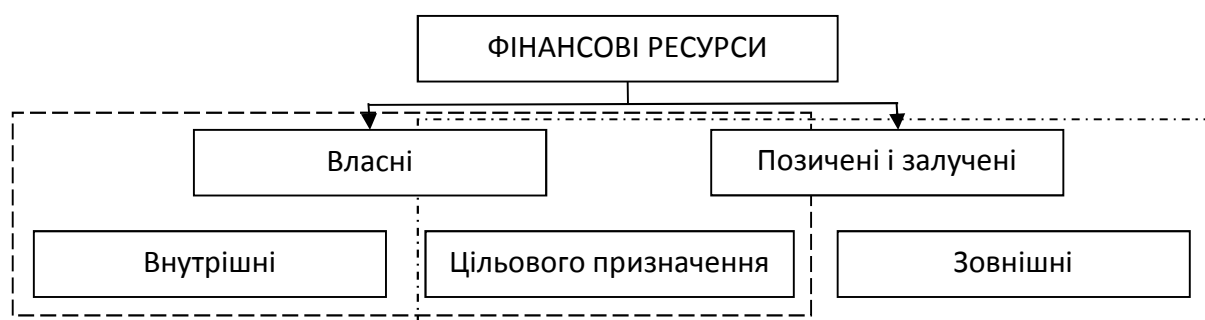 ФІНАНСОВІ РЕСУРСИ
Власні
Позичені і залучені
Внутрішні
Цільового призначення
Зовнішні